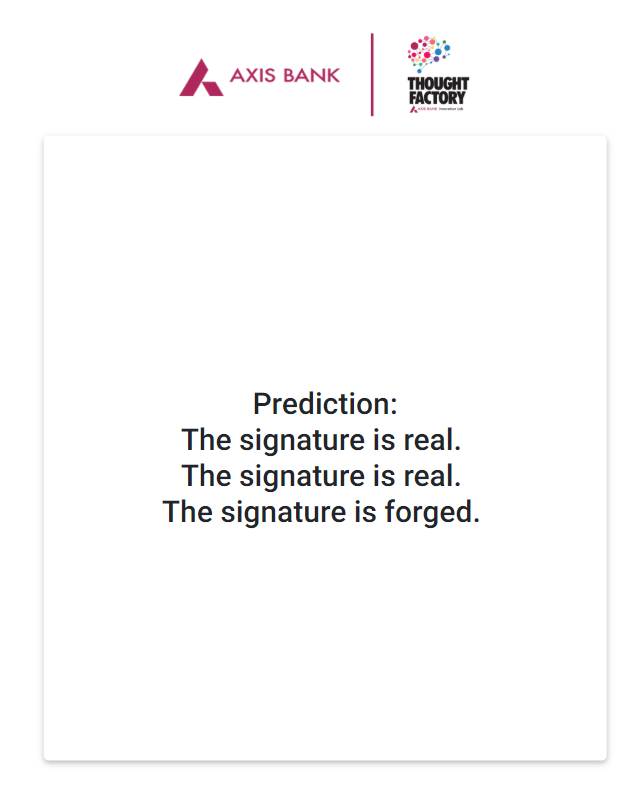 AXIS BANK
THOUGHT
FACTORY
AXIS BANK Innovation Lab
Prediction:
The signature is real.
The signature is real.
The signature is forged.